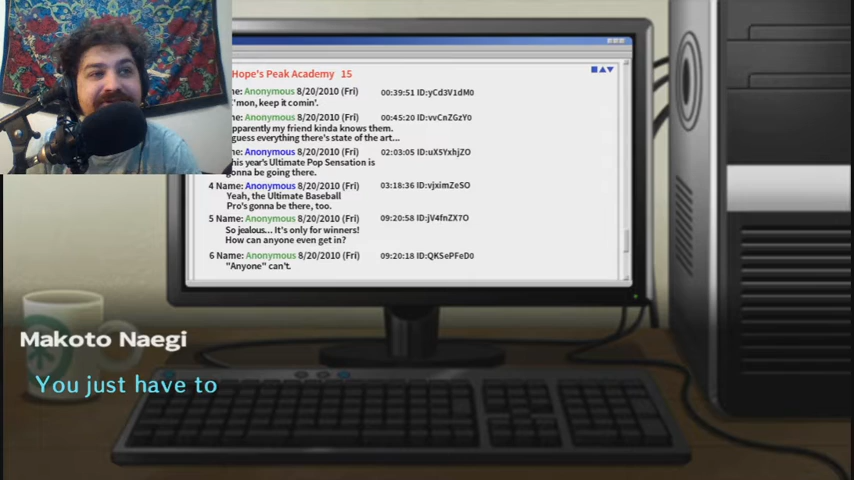 Hope's Peak Academy 15
Anonymous 8/20/2010 (Fri) 00:39:51 ID:yCd3V1dM0
'mon, keep it comin'.
Anonymous 8/20/2010 (Fri) 00:45:20 ID:vvCnZGzY0
pparently my friend kinda knows them.
guess everything there's state of the art...
Anonymous 8/20/2010 (Fri) 02:03:05 ID:uX5YxhjZO
his year's Ultimate Pop Sensation is
gonna be going there.
4 Name: Anonymous 8/20/2010 (Fri) 03:18:36 ID:vjximZeSO
Yeah, the Ultimate Baseball
Pro's gonna be there, too.
5 Name: Anonymous 8/20/2010 (Fri) 09:20:58 ID:jV4fnZX7O
So jealous... It's only for winners!
How can anyone even get in?
6 Name: Anonymous 8/20/2010 (Fri) 09:20:18 ID:QKSePFeD0
"Anyone" can't.
Makoto Naegi
You just have to